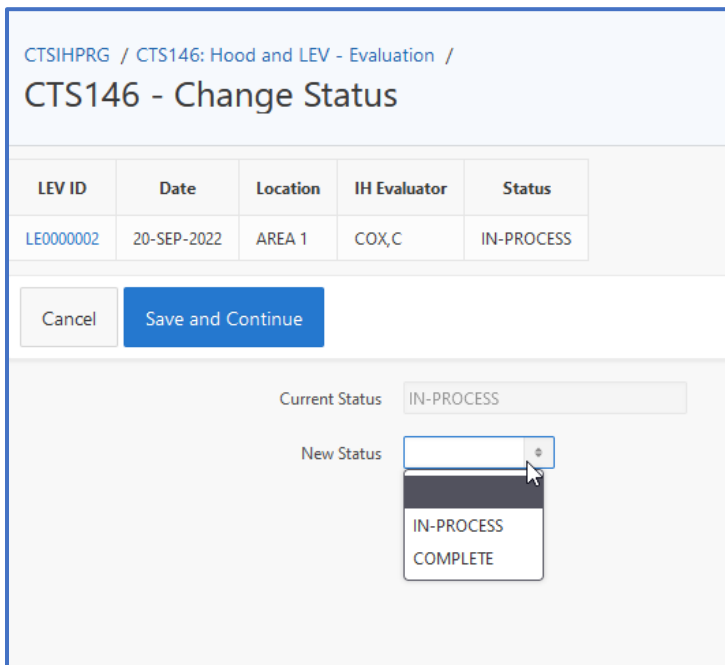 CTSIHPRG / CTS146: Hood and LEV - Evaluation /
CTS146 - Change Status
LEV ID Date Location IH Evaluator Status
LE0000002 20-SEP-2022 AREA 1 COX,C IN-PROCESS
Cancel Save and Continue
Current Status IN-PROCESS
New Status
IN-PROCESS
COMPLETE